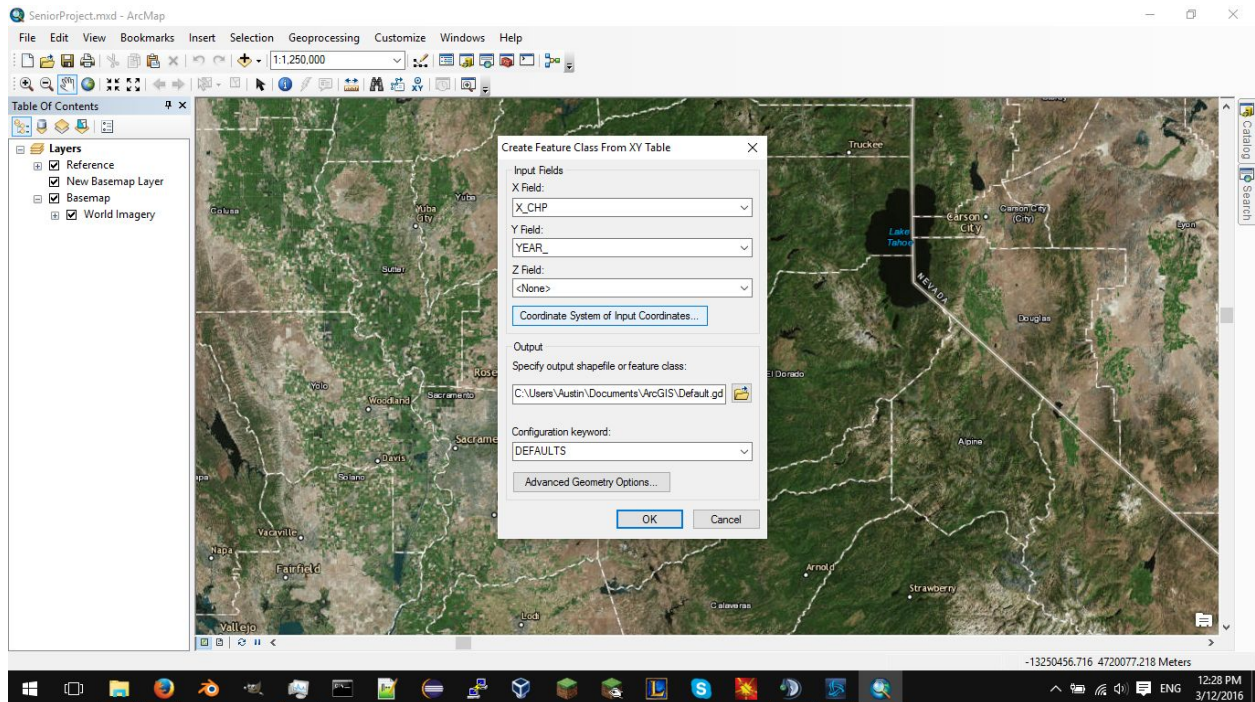 SeniorProject.mxd - ArcMap
File Edit View Bookmarks Insert Selection Geoprocessing Customize Windows Help
1:1,250,000
Table Of Contents
Layers
Reference
New Basemap Layer
Basemap
World Imagery
Catalog
Search
Create Feature Class From XY Table
Input Fields
X Field:
X_CHP
Y Field:
YEAR_
Z Field:
<None>
Coordinate System of Input Coordinates...
Output
Specify output shapefile or feature class:
C:\Users\Austin\Documents\ArcGIS\Default.gd
Configuration keyword:
DEFAULTS
Advanced Geometry Options...
OK Cancel
Colusa
Yuba
City
Yuba
Sutter
Yolo
Woodland
Rose
Sacramento
Sacrame
Davis
Solano
apa
Vacaville
Napa
Fairfield
Vallejo
Lodi
Truckee
Lake
Tahoe
Carson
City
Carson City
(City)
Lyon
NEVADA
Douglas
El Dorado
Alpine
Arnold
Strawberry
Calaveras
-13250456.716 4720077.218 Meters
ENG
12:28 PM
3/12/2016